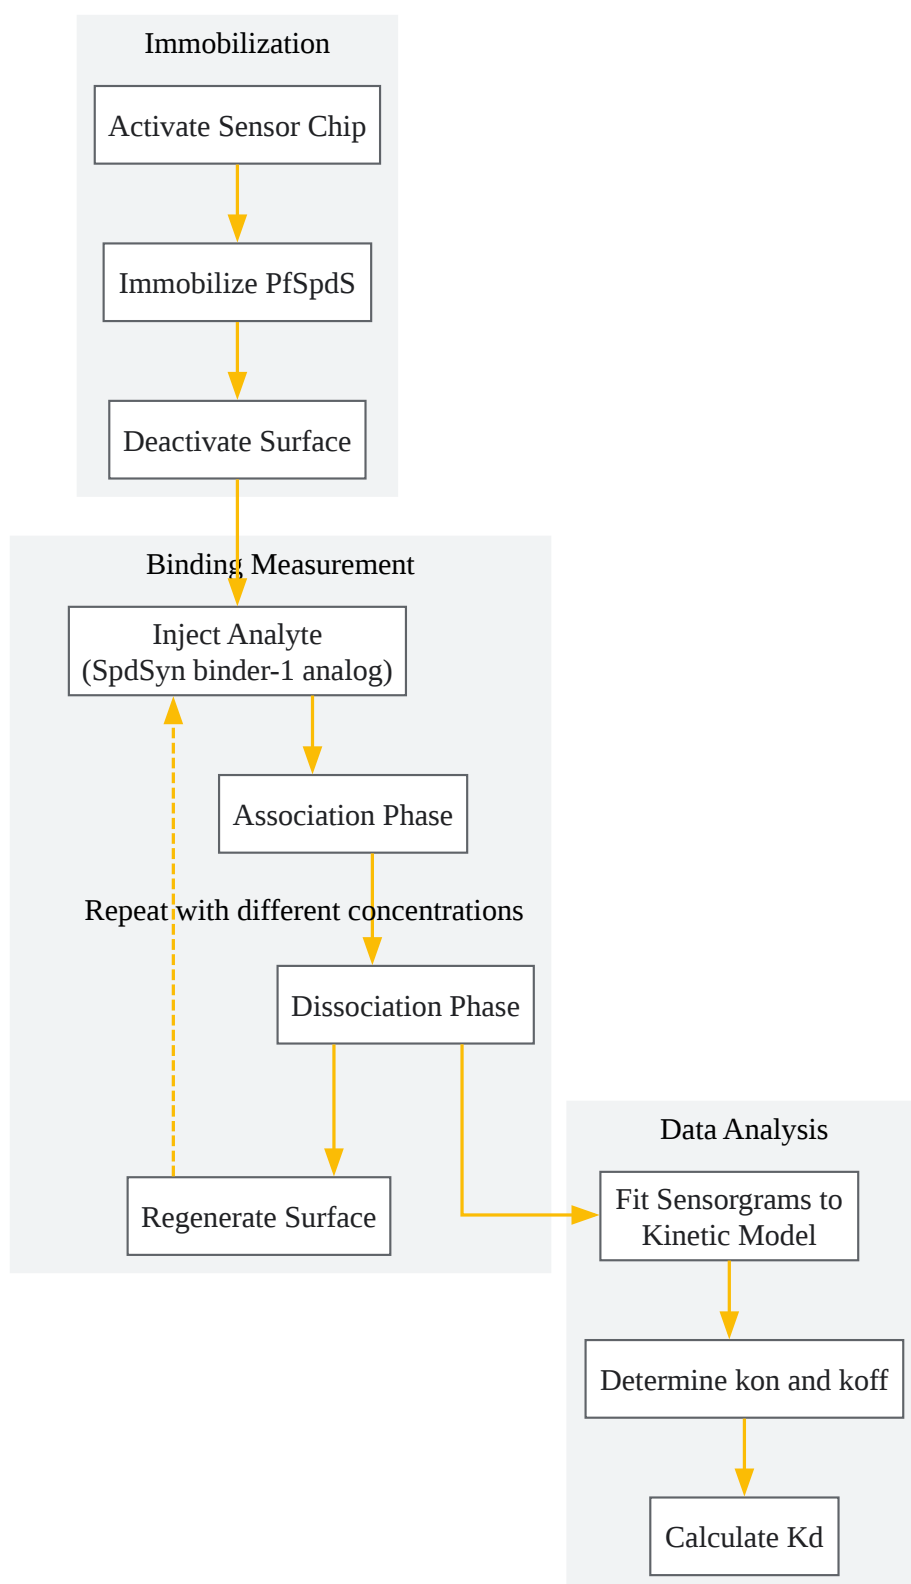 Immobilization
Activate Sensor Chip
Immobilize PfSpdS
Deactivate Surface
Binding Measurement
Inject Analyte
(SpdSyn binder-1 analog)
Association Phase
Repeat with different concentrations
Dissociation Phase
Regenerate Surface
Data Analysis
Fit Sensorgrams to
Kinetic Model
Determine kon and koff
Calculate Kd